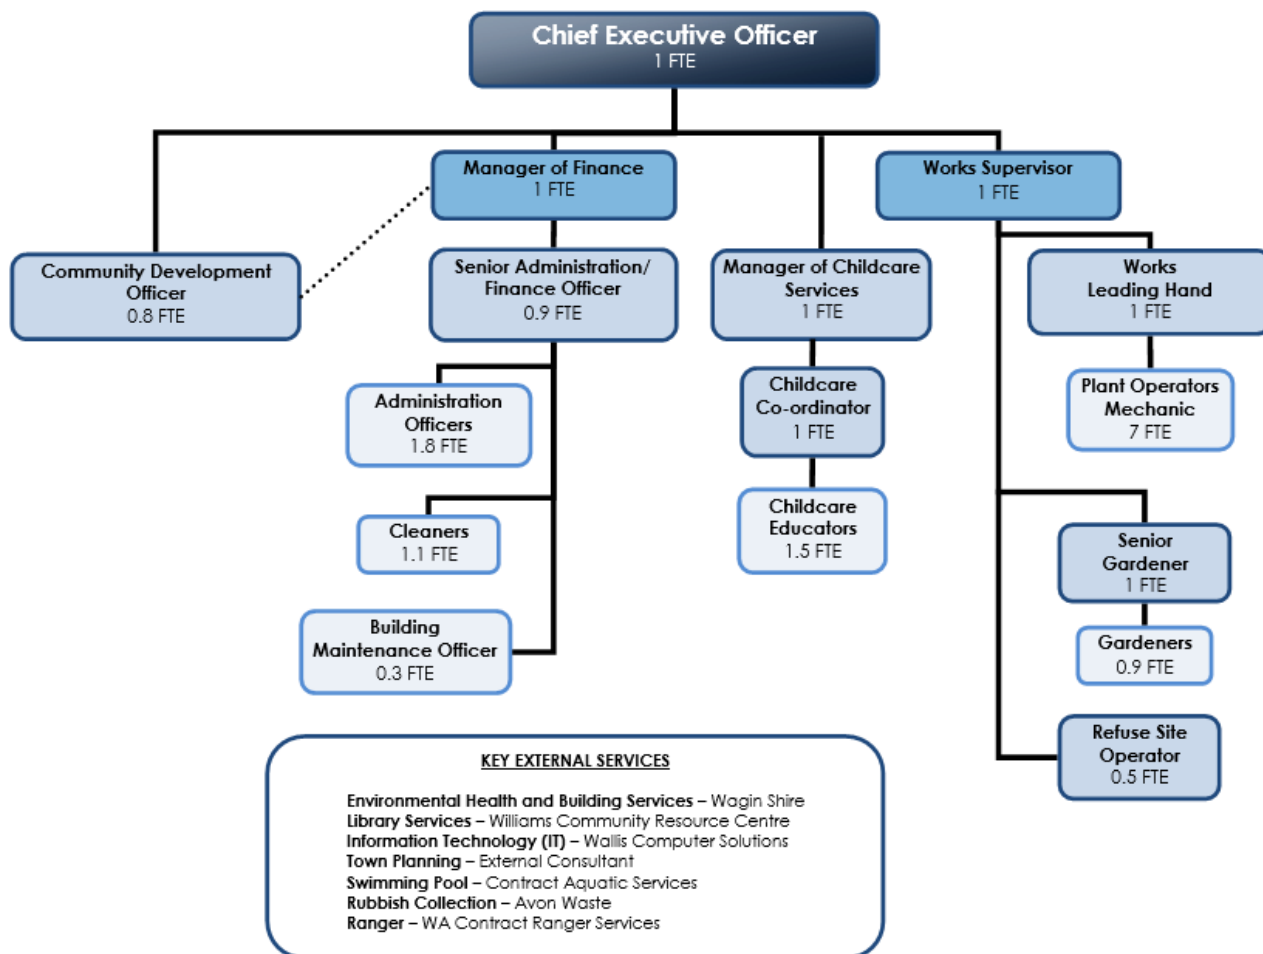 Chief Executive Officer
1 FTE
Manager of Finance
1 FTE
Works Supervisor
1 FTE
Community Development
Officer
0.8 FTE
Senior Administration/
Finance Officer
0.9 FTE
Manager of Childcare
Services
1 FTE
Works
Leading Hand
1 FTE
Administration
Officers
1.8 FTE
Childcare
Co-ordinator
1 FTE
Plant Operators
Mechanic
7 FTE
Cleaners
1.1 FTE
Childcare
Educators
1.5 FTE
Senior
Gardener
1 FTE
Building
Maintenance Officer
0.3 FTE
Gardeners
0.9 FTE
Refuse Site
Operator
0.5 FTE
KEY EXTERNAL SERVICES
Environmental Health and Building Services – Wagin Shire
Library Services – Williams Community Resource Centre
Information Technology (IT) – Wallis Computer Solutions
Town Planning – External Consultant
Swimming Pool – Contract Aquatic Services
Rubbish Collection – Avon Waste
Ranger – WA Contract Ranger Services